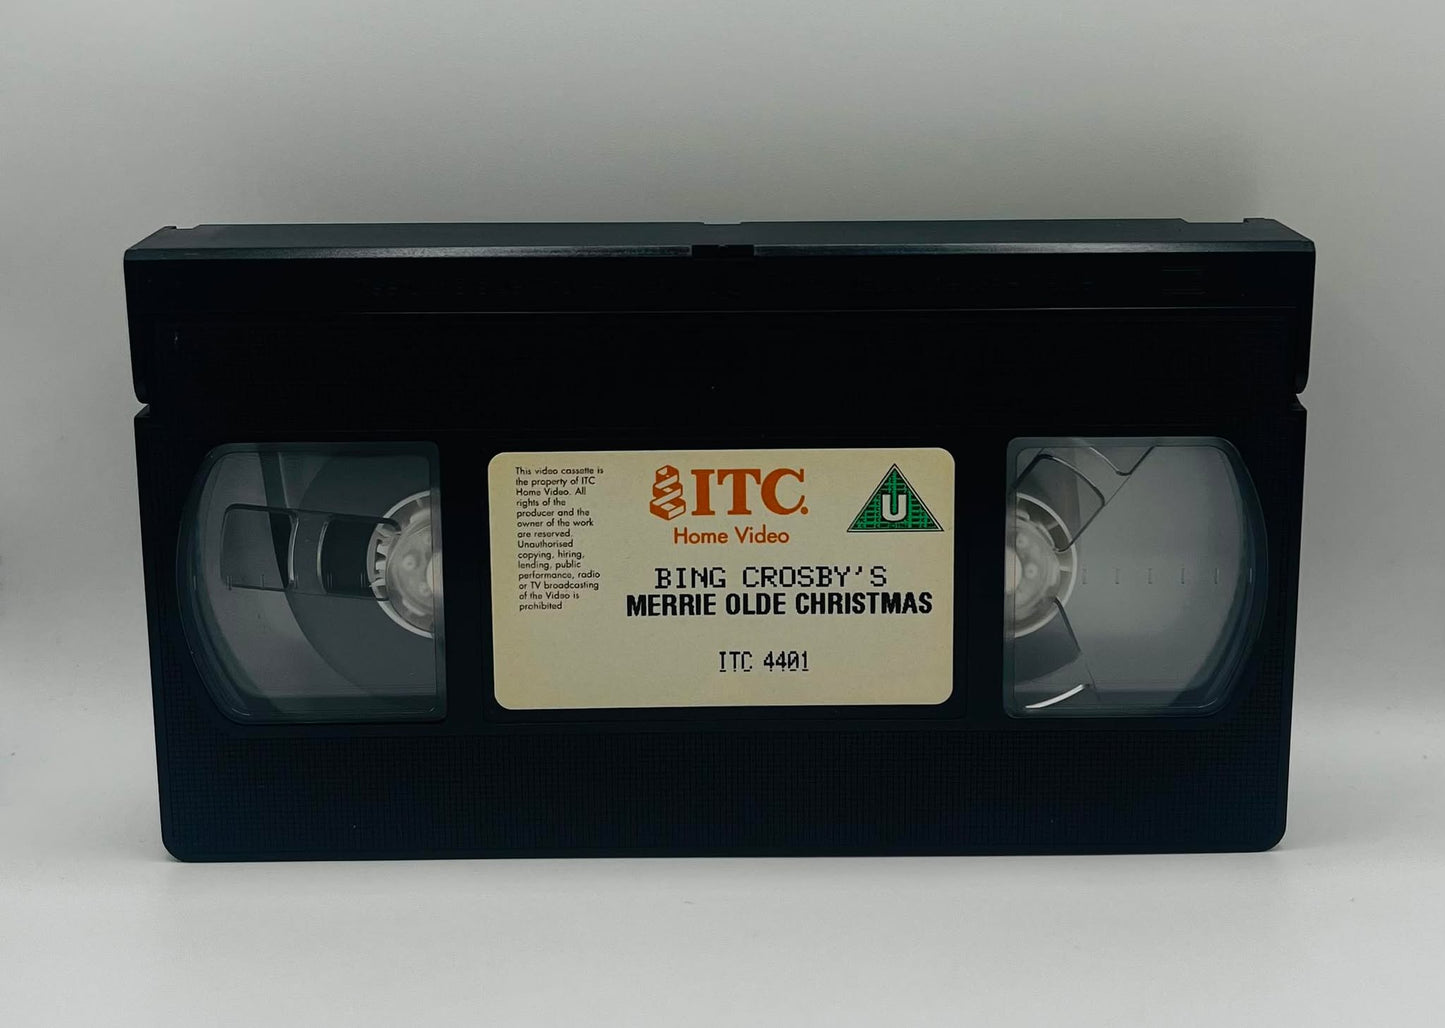 This video cassette is
the property of ITC
Home Video. All
rights of the
producer and the
owner of the work
are reserved.
Unauthorised
copying, hiring,
lending, public
performance, radio
or TV broadcasting
of the Video is
prohibited
ITC.
Home Video
U
BING CROSBY'S
MERRIE OLDE CHRISTMAS
ITC 4401